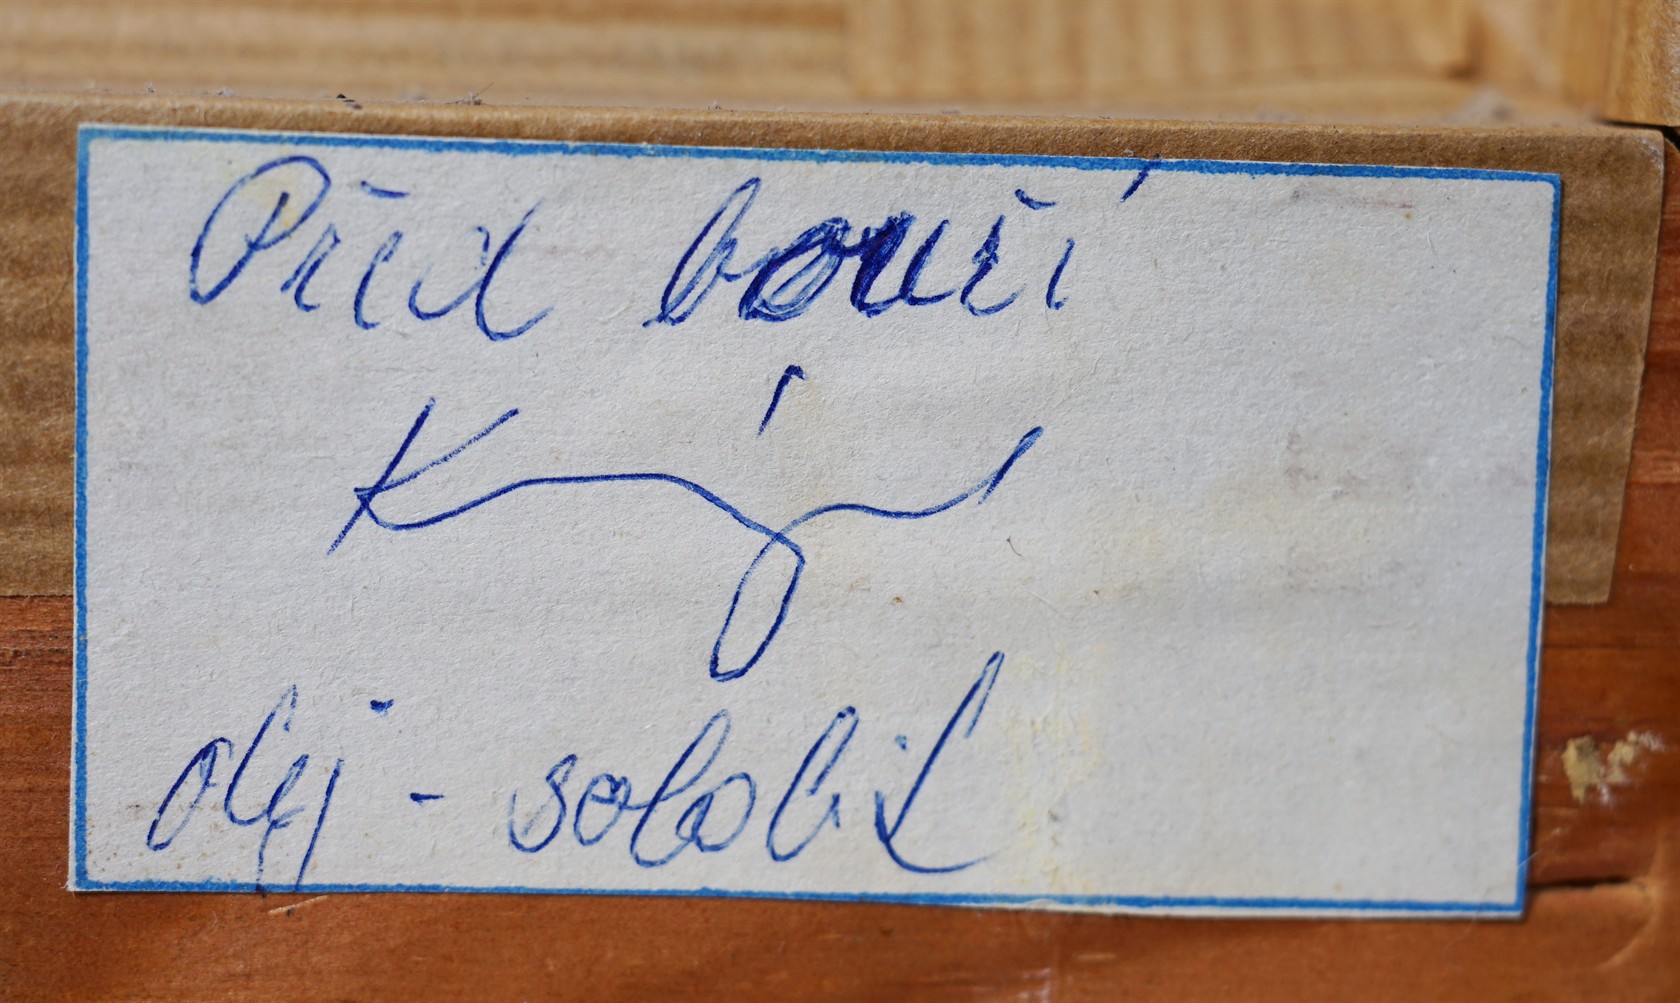 Před bouří
olej - sololit